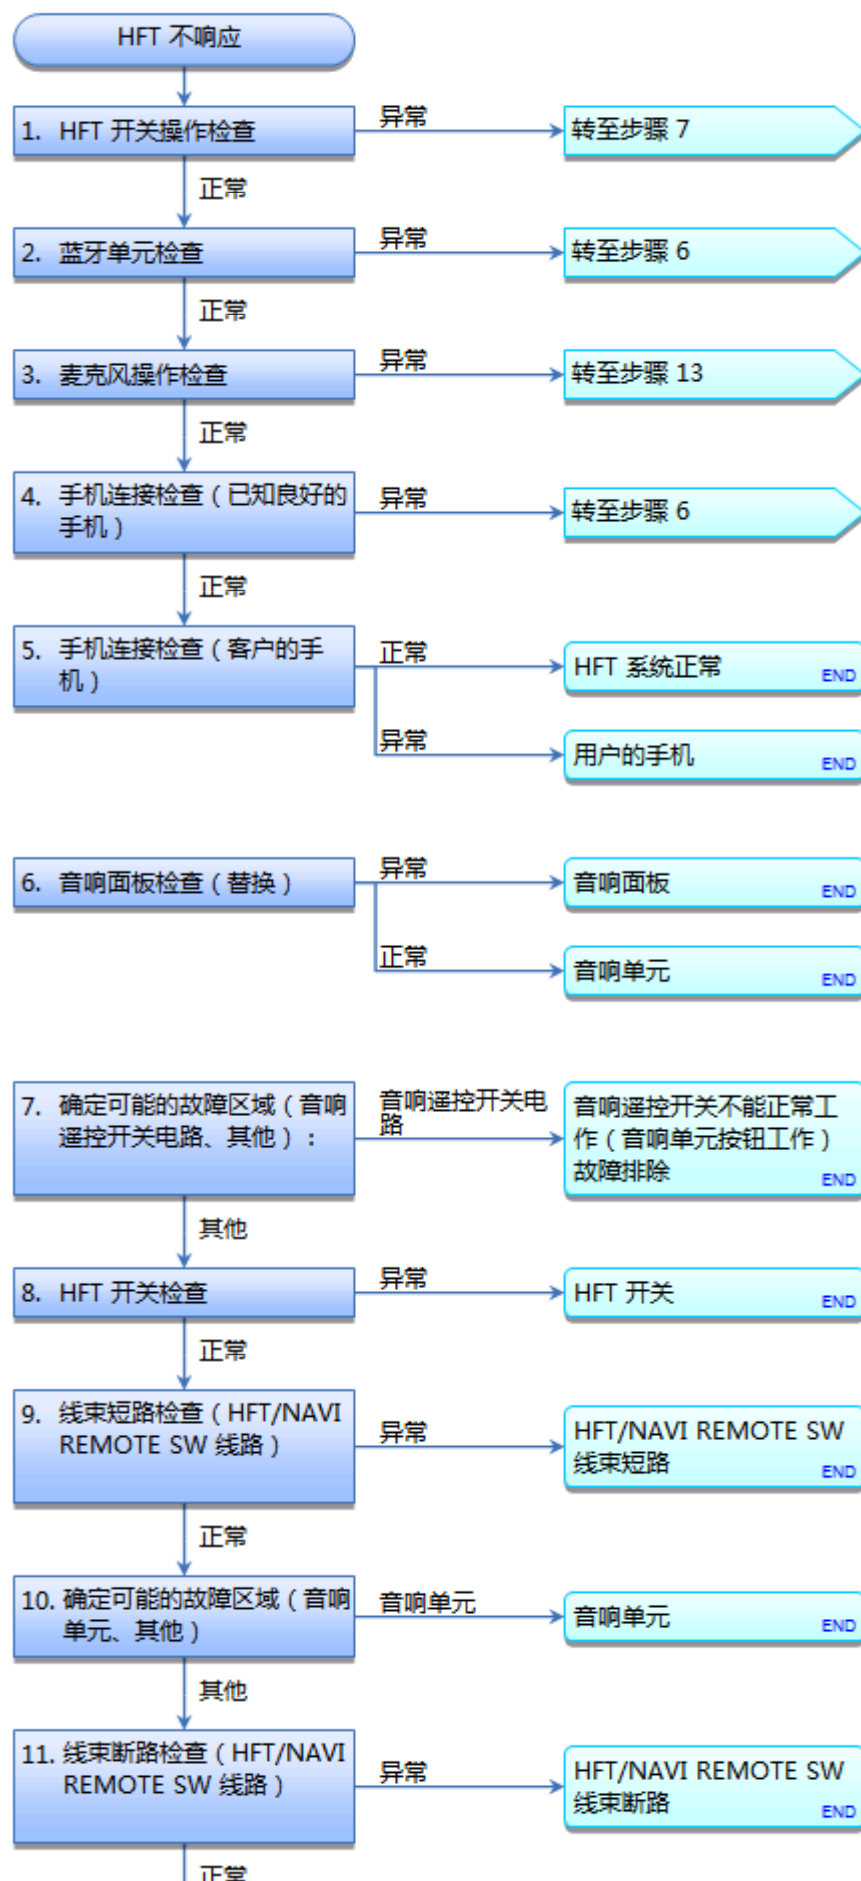 HFT 不响应
1. HFT 开关操作检查
异常
转至步骤 7
正常
2. 蓝牙单元检查
异常
转至步骤 6
正常
3. 麦克风操作检查
异常
转至步骤 13
正常
4. 手机连接检查（已知良好的
手机）
异常
转至步骤 6
正常
5. 手机连接检查（客户的手
机）
正常
HFT 系统正常
END
异常
用户的手机
END
6. 音响面板检查（替换）
异常
音响面板
END
正常
音响单元
END
7. 确定可能的故障区域（音响
遥控开关电路、其他）：
音响遥控开关电
路
音响遥控开关不能正常工
作（音响单元按钮工作）
故障排除
END
其他
8. HFT 开关检查
异常
HFT 开关
END
正常
9. 线束短路检查（HFT/NAVI
REMOTE SW 线路）
异常
HFT/NAVI REMOTE SW
线束短路
END
正常
10. 确定可能的故障区域（音响
单元、其他）
音响单元
音响单元
END
其他
11. 线束断路检查（HFT/NAVI
REMOTE SW 线路）
异常
HFT/NAVI REMOTE SW
线束断路
END
正常